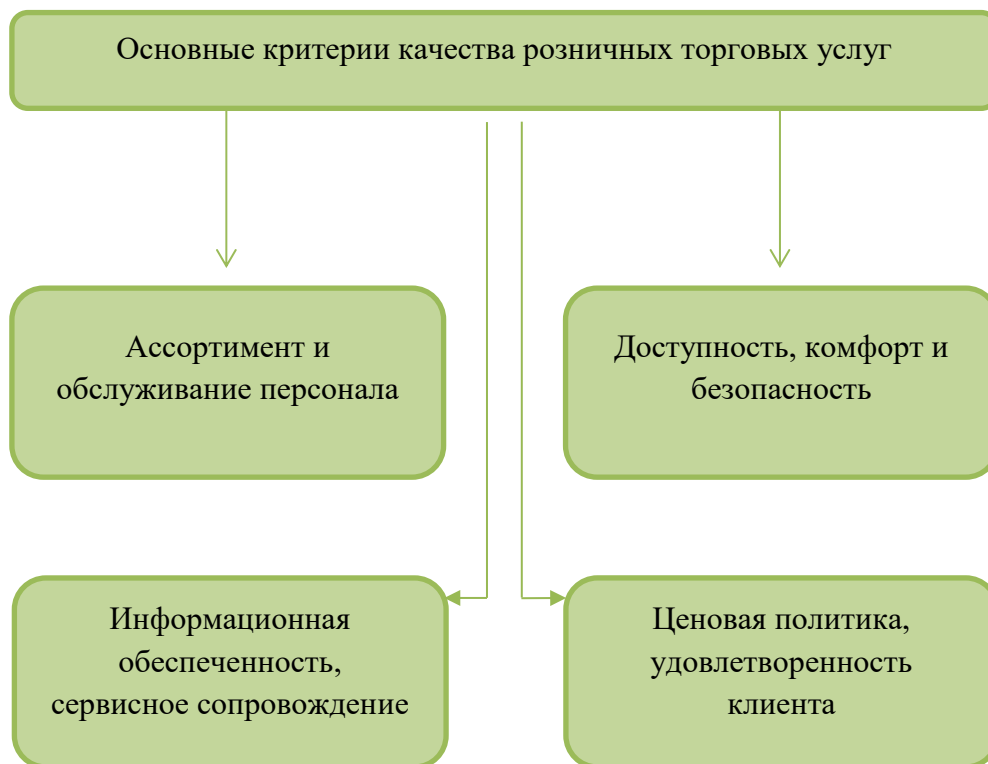 Основные критерии качества розничных торговых услуг
Ассортимент и
обслуживание персонала
Доступность, комфорт и
безопасность
Информационная
обеспеченность,
сервисное сопровождение
Ценовая политика,
удовлетворенность
клиента